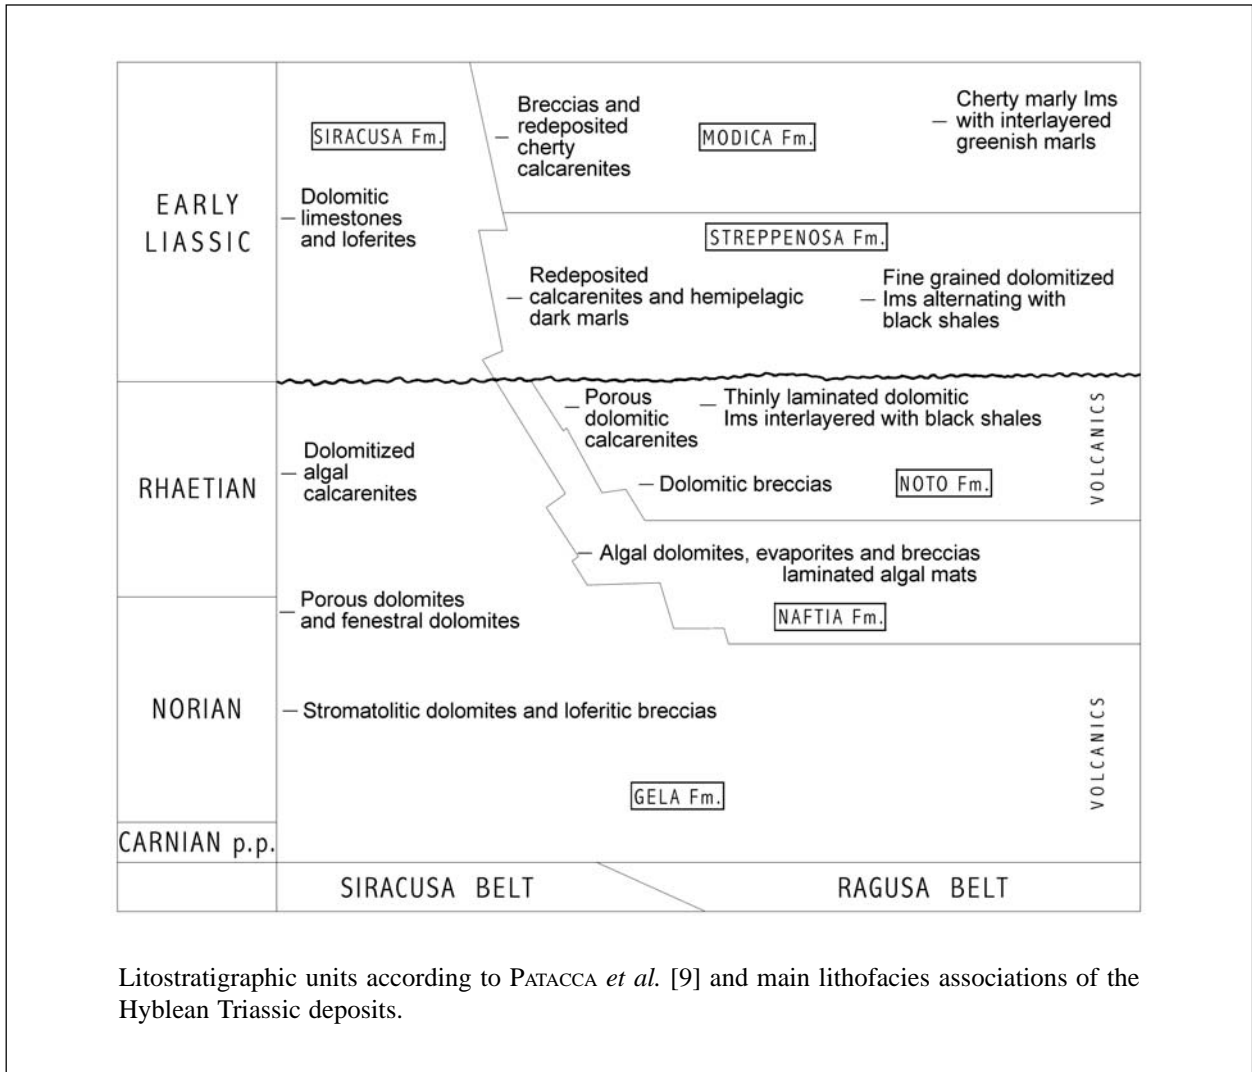 EARLY
LIASSIC
RHAETIAN
NORIAN
CARNIAN p.p.
SIRACUSA Fm.
Dolomitic
limestones
and loferites
Breccias and
redeposited
cherty
calcarenites
MODICA Fm.
Cherty marly lms
with interlayered
greenish marls
STREPPENOSA Fm.
Redeposited
calcarenites and hemipelagic
dark marls
Fine grained dolomitized
lms alternating with
black shales
Dolomitized
algal
calcarenites
Porous
dolomitic
calcarenites
Thinly laminated dolomitic
lms interlayered with black shales
VOLCANICS
Dolomitic breccias
NOTO Fm.
Algal dolomites, evaporites and breccias
laminated algal mats
Porous dolomites
and fenestral dolomites
NAFTIA Fm.
Stromatolitic dolomites and loferitic breccias
VOLCANICS
GELA Fm.
SIRACUSA BELT
RAGUSA BELT
Litostratigraphic units according to PATACCA et al. [9] and main lithofacies associations of the
Hyblean Triassic deposits.